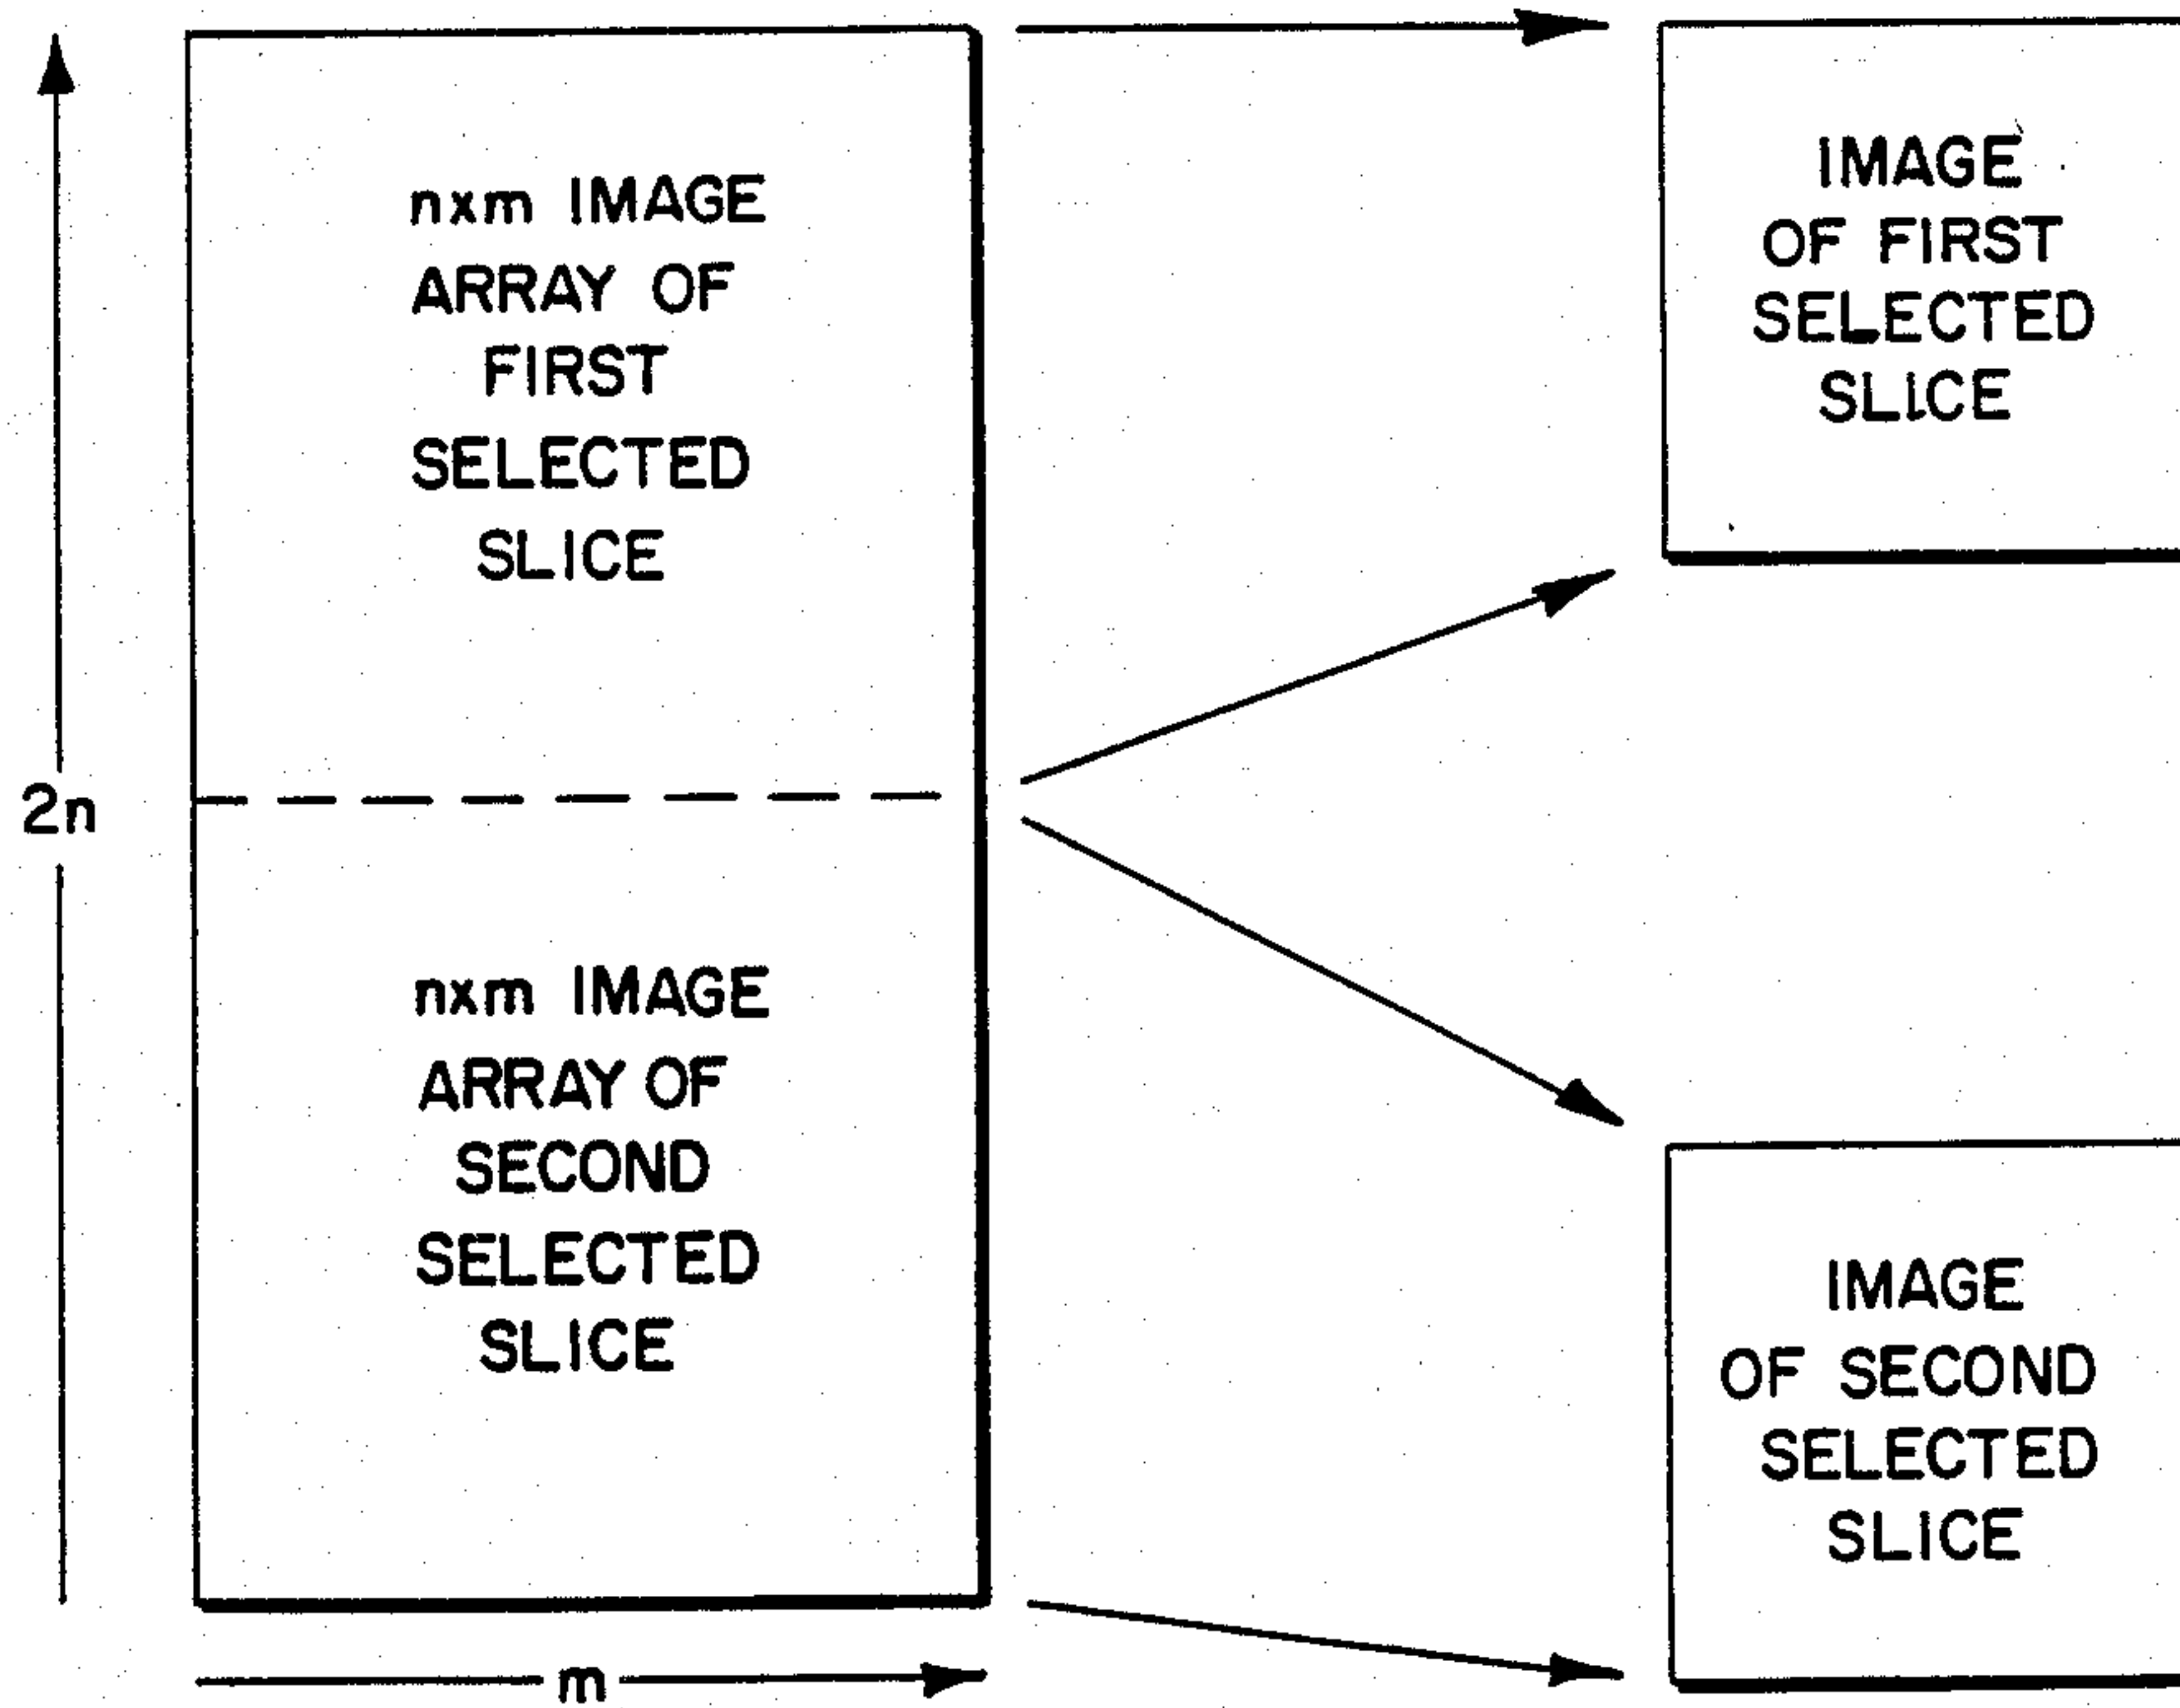 nxm IMAGE
ARRAY OF
FIRST
SELECTED
SLICE
2n
nxm IMAGE
ARRAY OF
SECOND
SELECTED
SLICE
m
IMAGE
OF FIRST
SELECTED
SLICE
IMAGE
OF SECOND
SELECTED
SLICE